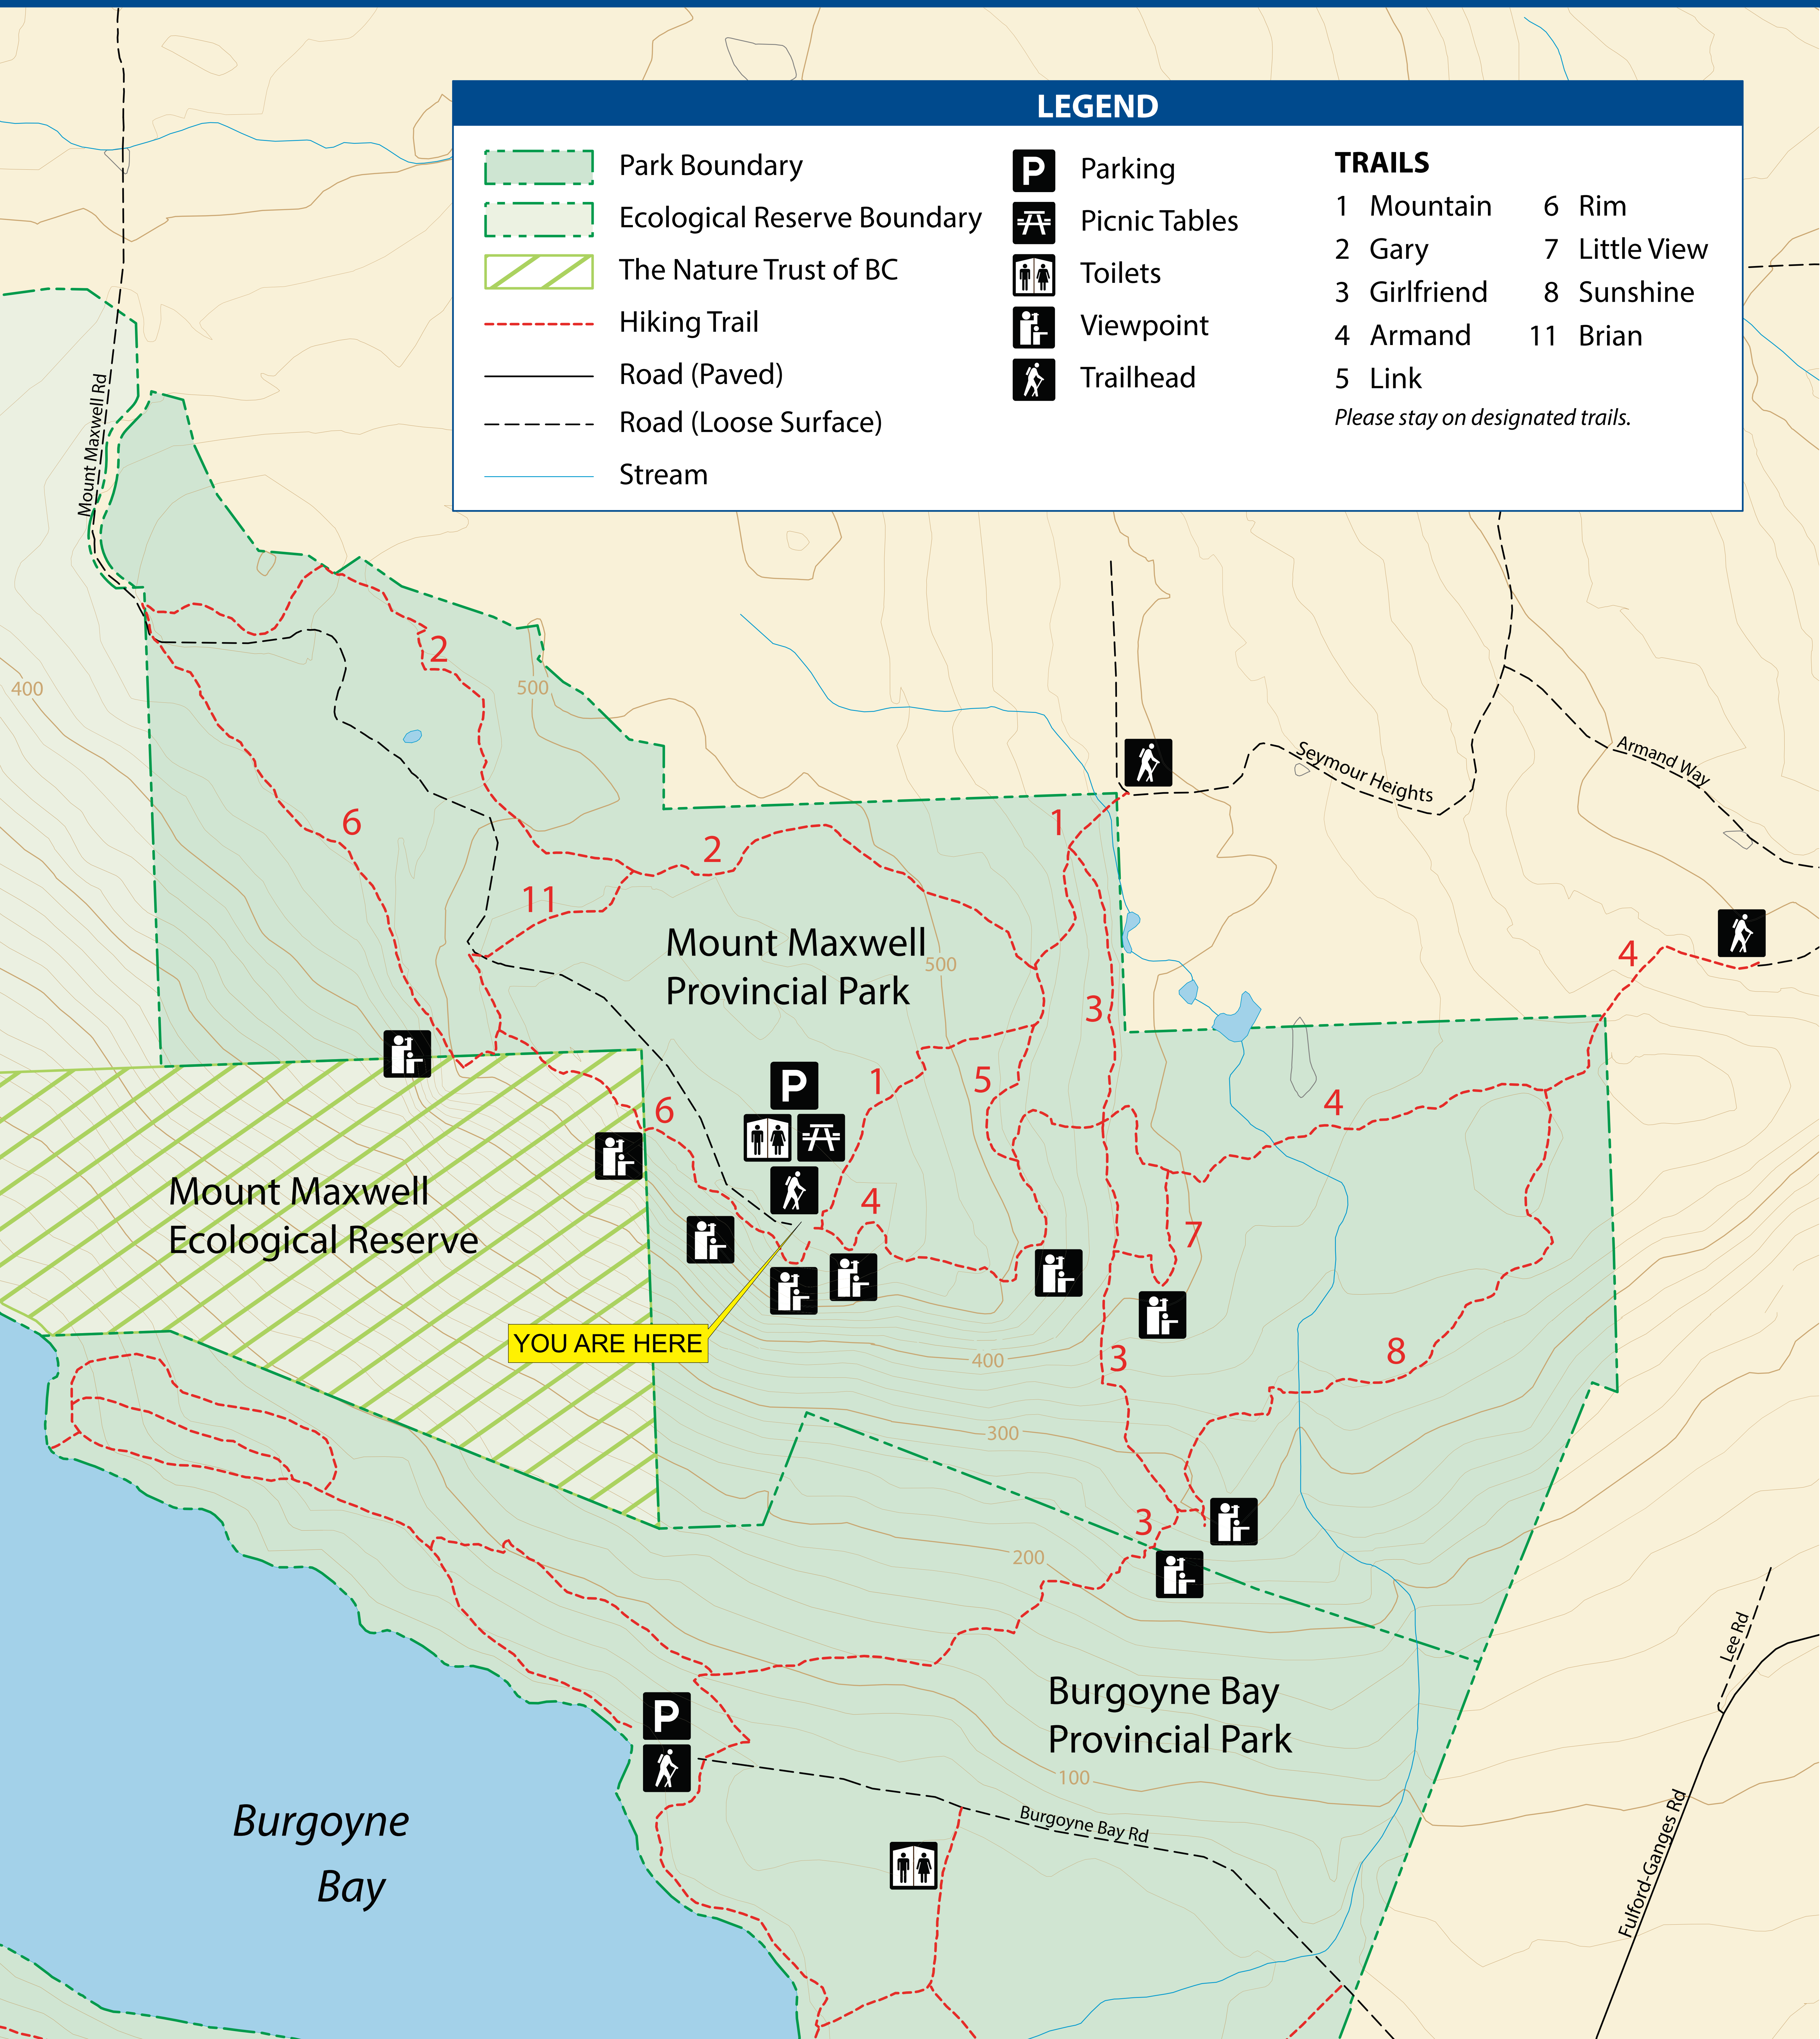 LEGEND
Park Boundary
Ecological Reserve Boundary
The Nature Trust of BC
Hiking Trail
Road (Paved)
Road (Loose Surface)
Stream
P
Parking
Picnic Tables
Toilets
Viewpoint
Trailhead
TRAILS
1 Mountain
2 Gary
3 Girlfriend
4 Armand
5 Link
6 Rim
7 Little View
8 Sunshine
11 Brian
Please stay on designated trails.
Mount Maxwell Rd
2
400
500
6
Seymour Heights
Armand Way
1
2
11
Mount Maxwell
Provincial Park
500
4
3
P
1
5
4
6
Mount Maxwell
Ecological Reserve
4
7
YOU ARE HERE
400
3
8
300
3
200
Lee Rd
P
Burgoyne Bay
Provincial Park
100
Burgoyne
Bay
Burgoyne Bay Rd
Fulford-Ganges Rd